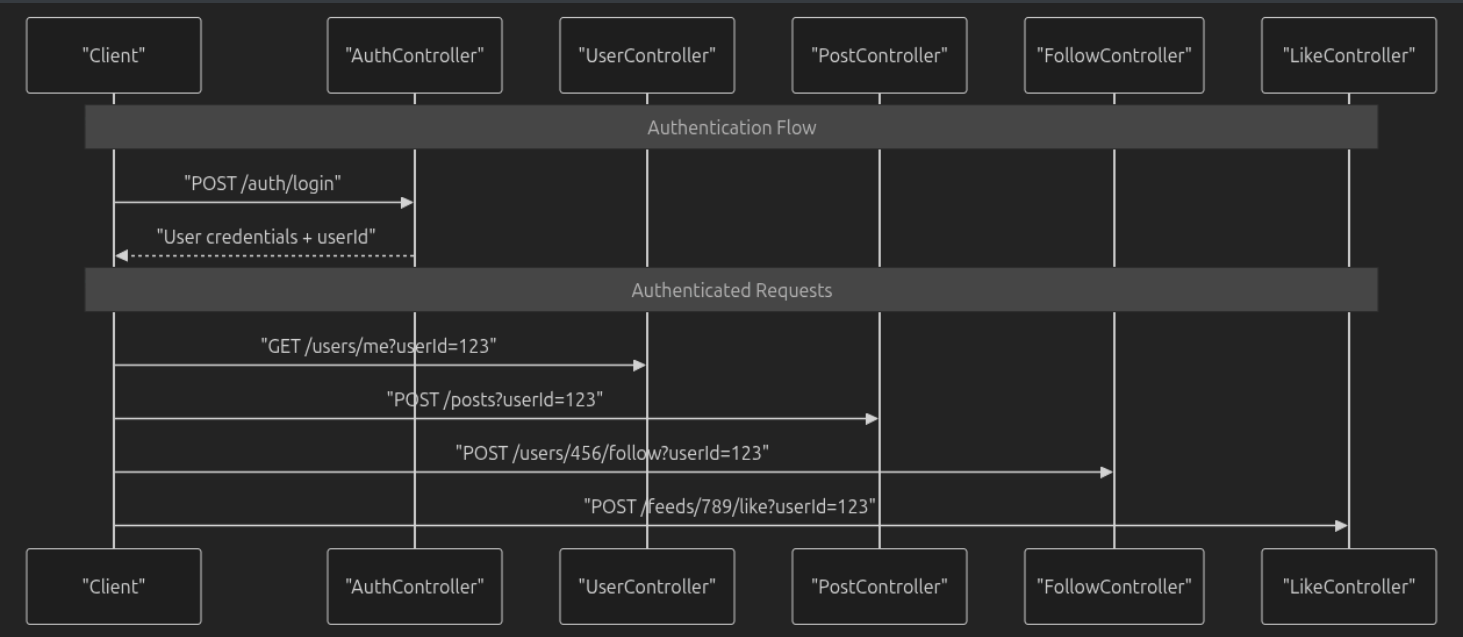 "Client" "AuthController" "UserController" "PostController" "FollowController" "LikeController"
Authentication Flow
"POST /auth/login"
"User credentials + userId"
Authenticated Requests
"GET /users/me?userId=123"
"POST /posts?userId=123"
"POST /users/456/follow?userId=123"
"POST /feeds/789/like?userId=123"
"Client" "AuthController" "UserController" "PostController" "FollowController" "LikeController"